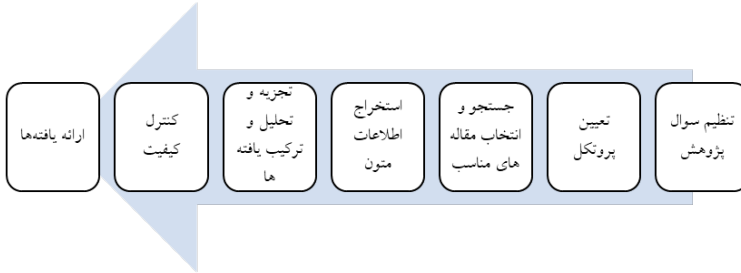 تنظیم سوال
پژوهش
تعیین
پروتکل
جستجو و
انتخاب مقاله
های مناسب
استخراج
اطلاعات
متون
تجزیه و
تحلیل و
ترکیب یافته
ها
کنترل
کیفیت
ارائه یافته‌ها